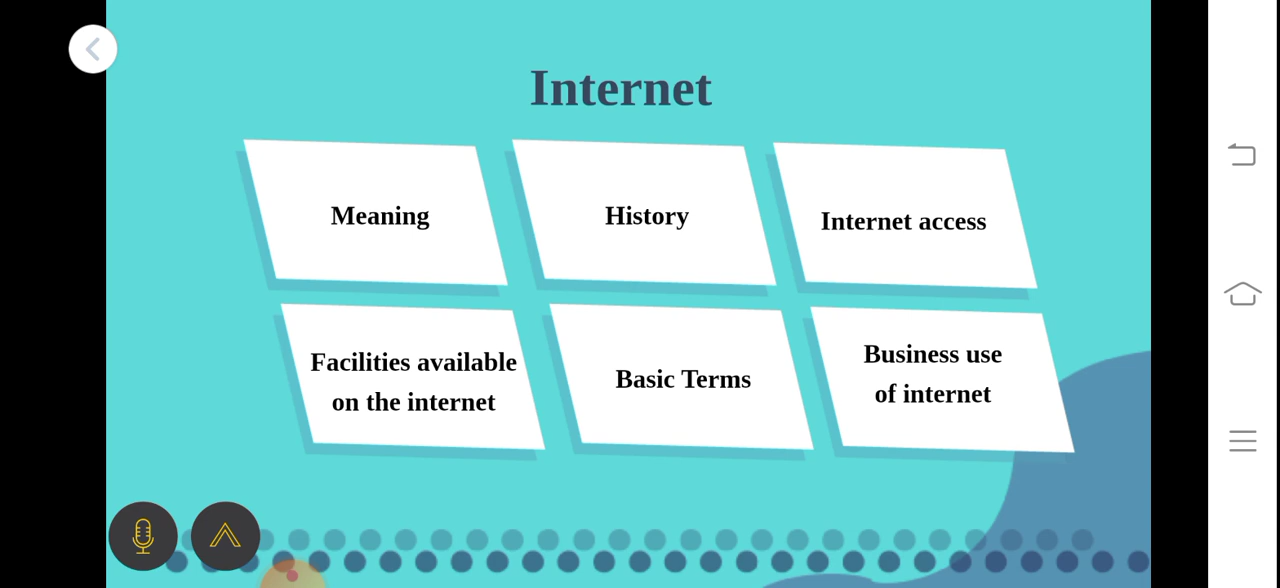 Internet
Meaning
History
Internet access
Facilities available
on the internet
Basic Terms
Business use
of internet